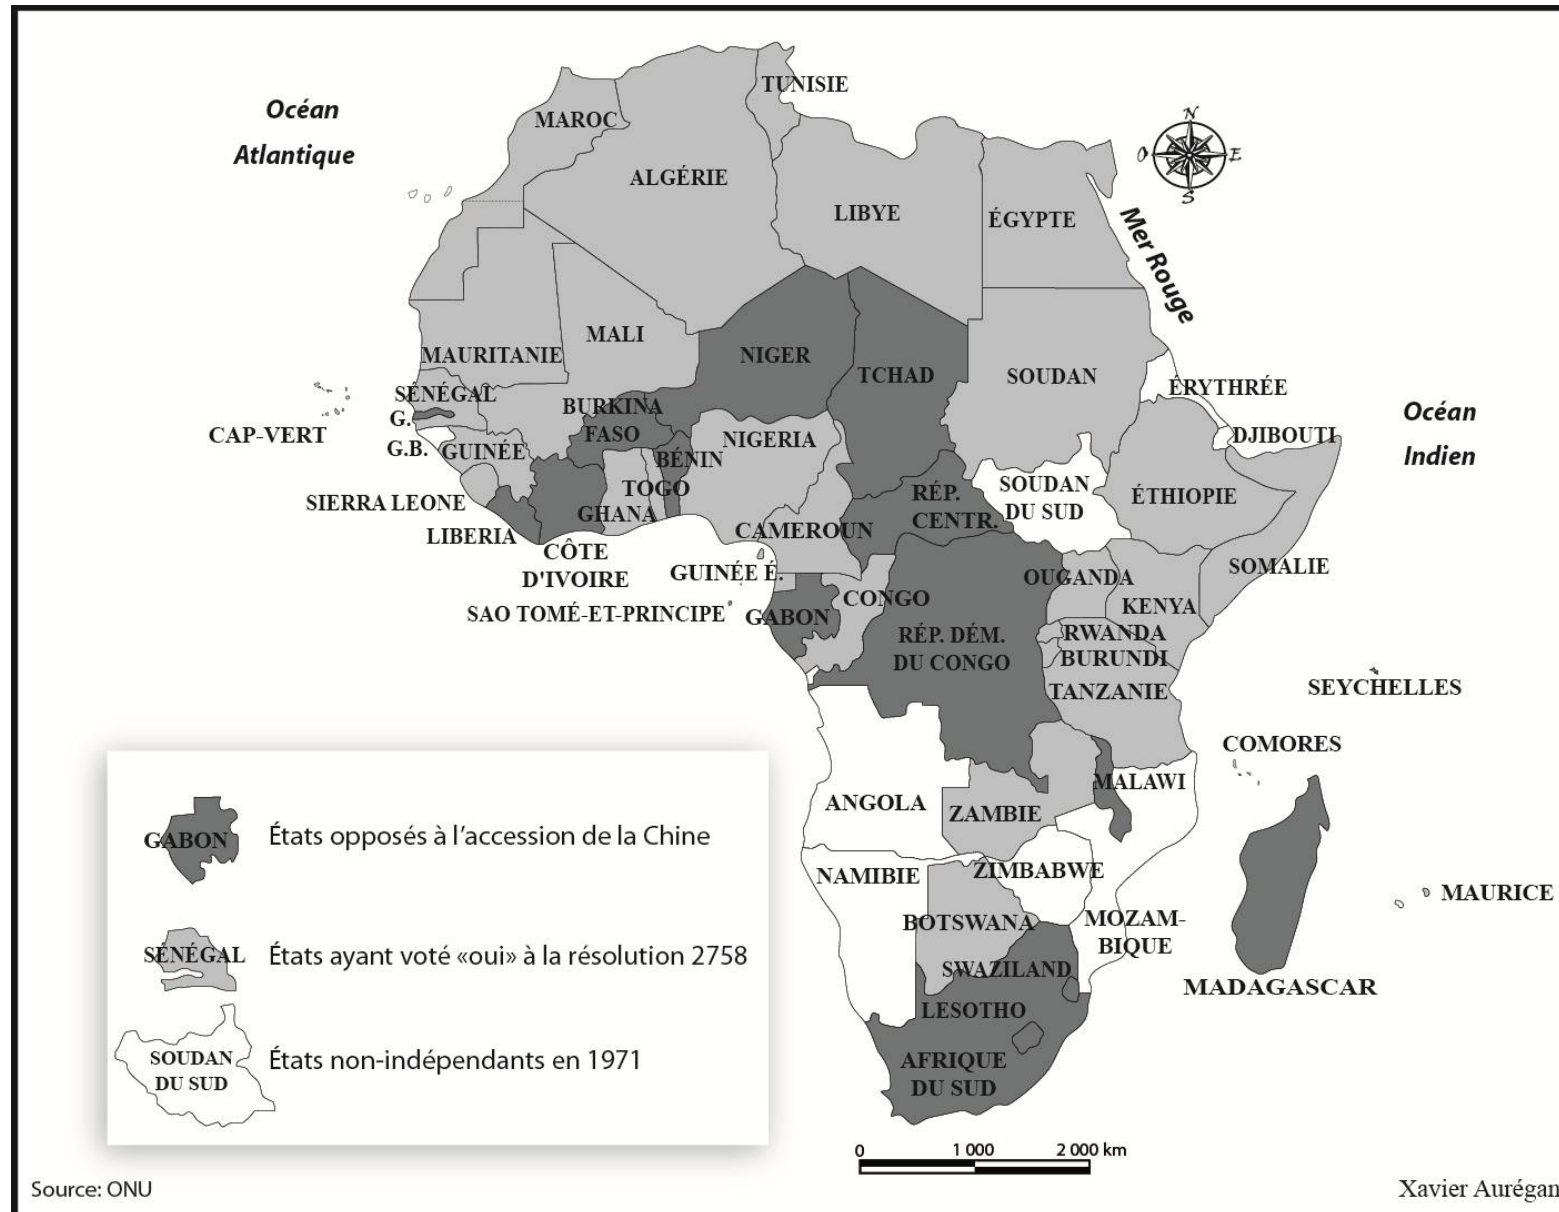 Océan
Atlantique
TUNISIE
MAROC
ALGÉRIE
LIBYE
ÉGYPTE
N
O
E
S
Mer Rouge
MAURITANIE
MALI
NIGER
TCHAD
SOUDAN
ÉRYTHRÉE
Océan
Indien
CAP-VERT
SÉNÉGAL
G.
G.B.
GUINÉE
BURKINA
FASO
BÉNIN
NIGERIA
DJIBOUTI
SIERRA LEONE
LIBERIA
CÔTE
D'IVOIRE
GHANA
TOGO
CAMEROUN
RÉP.
CENTR.
SOUDAN
DU SUD
ÉTHIOPIE
SOMALIE
GUINÉE É.
SAO TOMÉ-ET-PRINCIPE
GABON
CONGO
RÉP. DÉM.
DU CONGO
OUGANDA
KENYA
RWANDA
BURUNDI
TANZANIE
SEYCHELLES
COMORES
ANGOLA
ZAMBIE
MALAWI
NAMIBIE
ZIMBABWE
BOTSWANA
MOZAM-
BIQUE
MAURICE
MADAGASCAR
SWAZILAND
LESOTHO
AFRIQUE
DU SUD
GABON
États opposés à l'accession de la Chine
SÉNÉGAL
États ayant voté «oui» à la résolution 2758
SOUDAN
DU SUD
États non-indépendants en 1971
0 1 000 2 000 km
Source: ONU
Xavier Aurégan